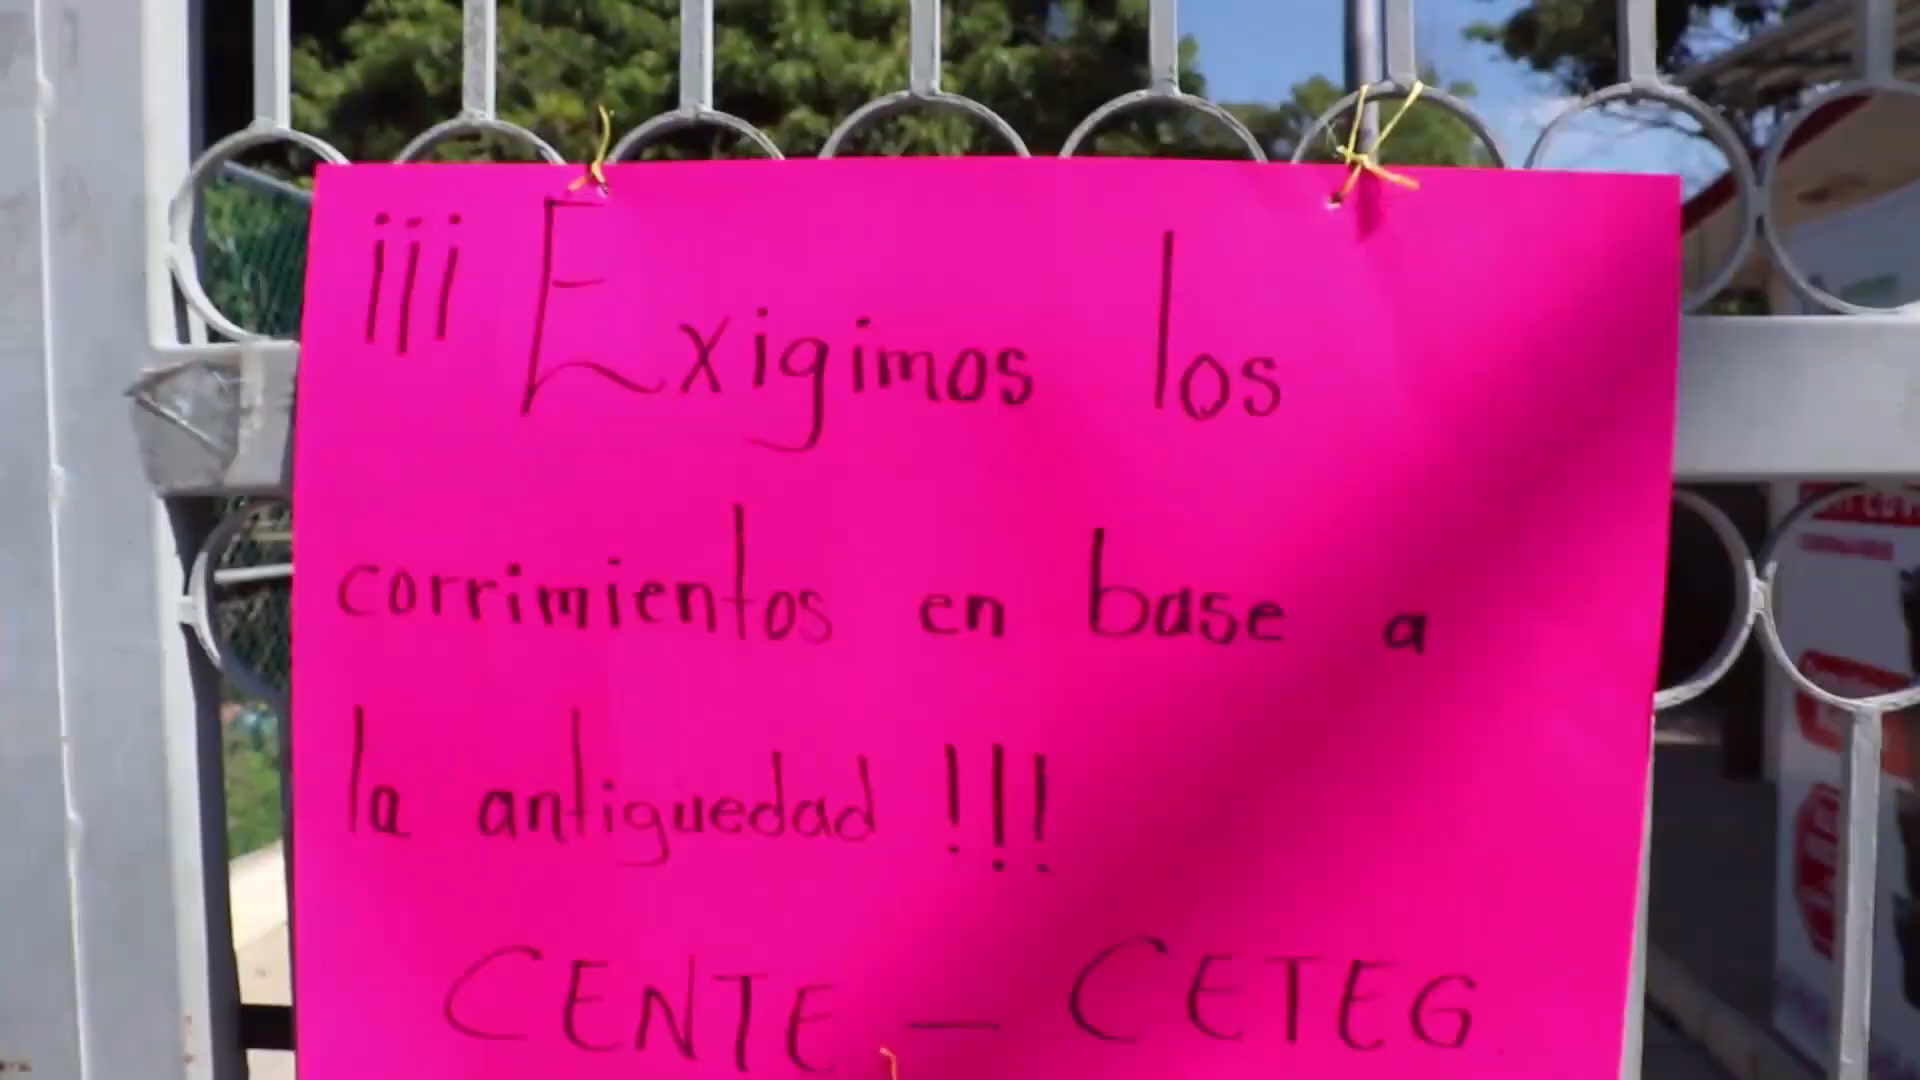 ¡¡¡ Exigimos los
corrimientos en base a
la antiguedad !!!
CENTE - CETEG